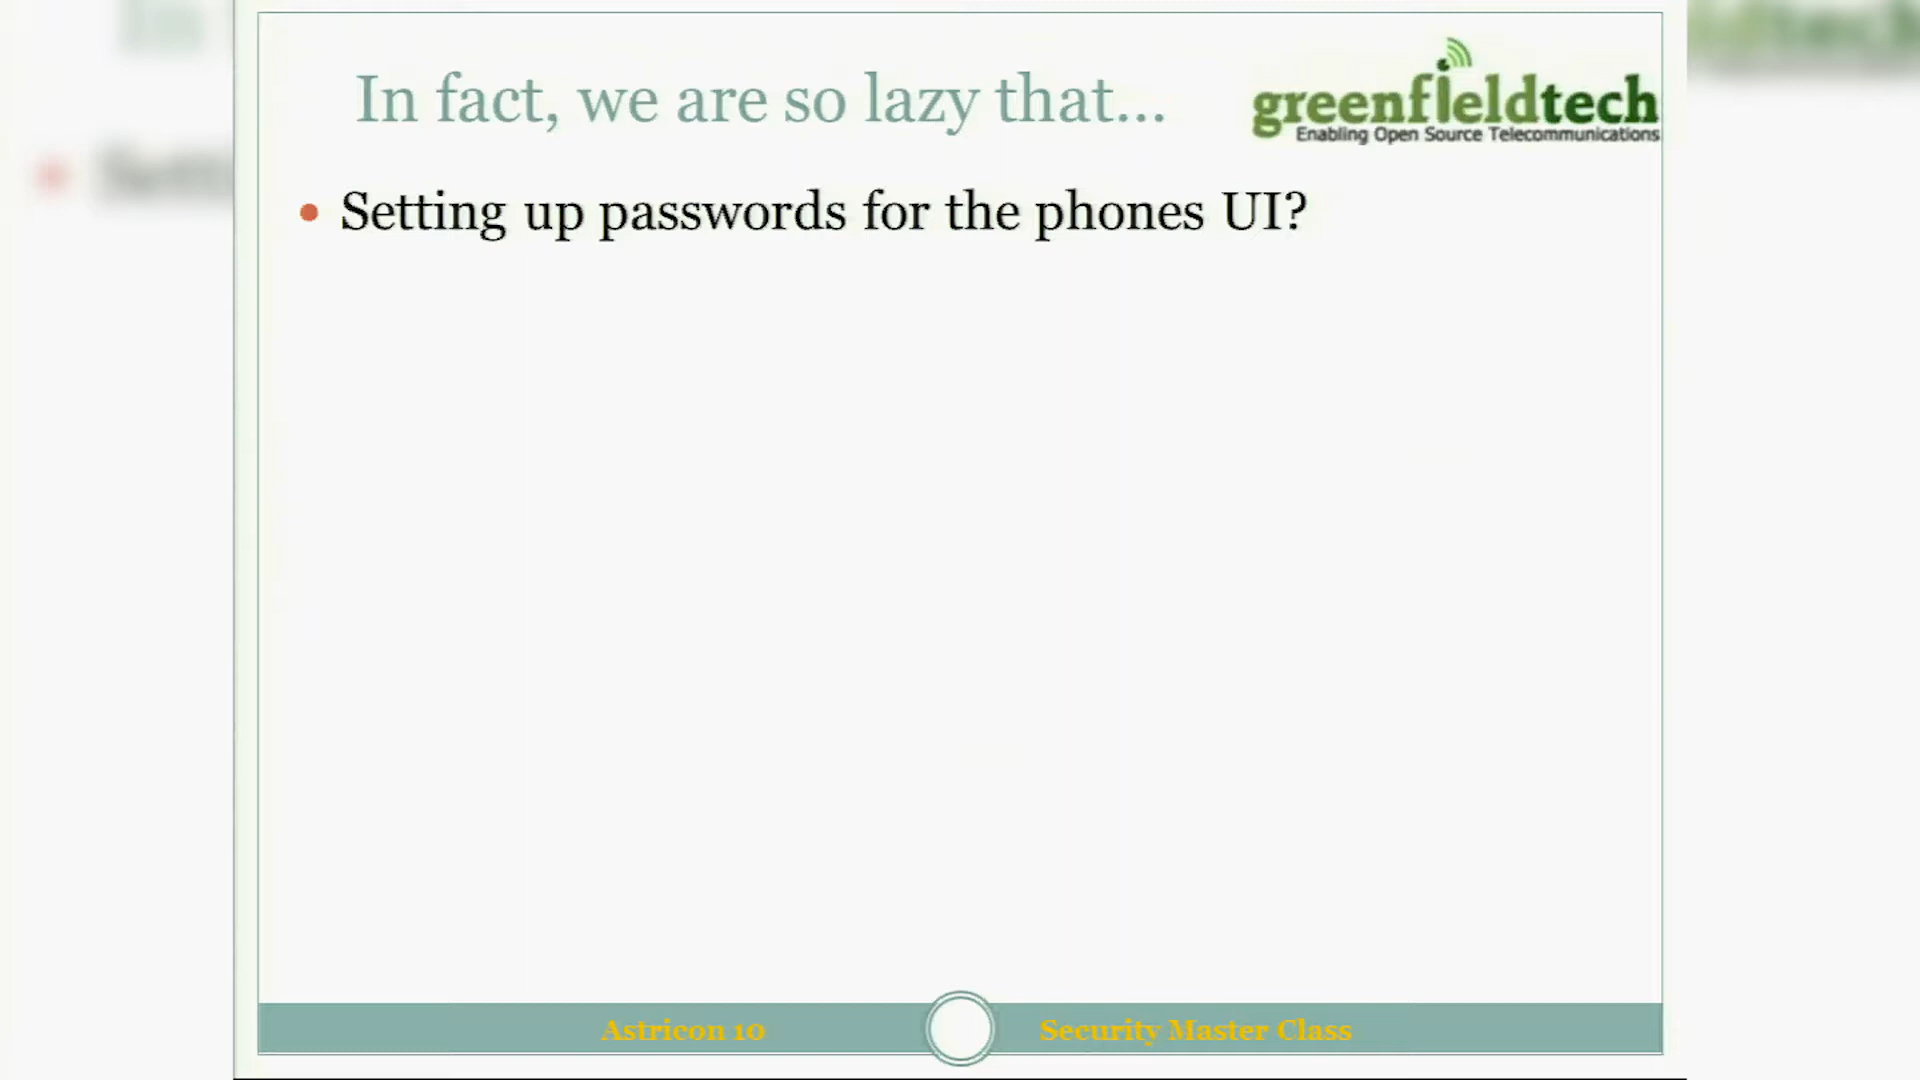 In fact, we are so lazy that...
greenfieldtech
Enabling Open Source Telecommunications
• Setting up passwords for the phones UI?
Astricon 10
Security Master Class